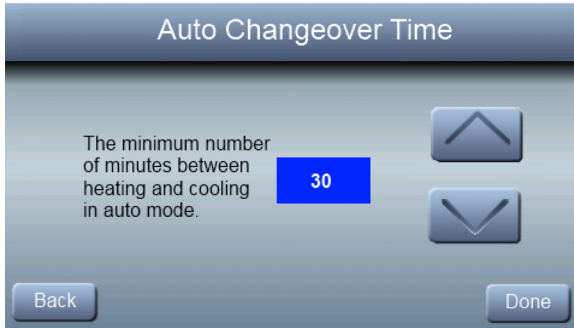 Auto Changeover Time
The minimum number
of minutes between
heating and cooling
in auto mode.
30
Back
Done